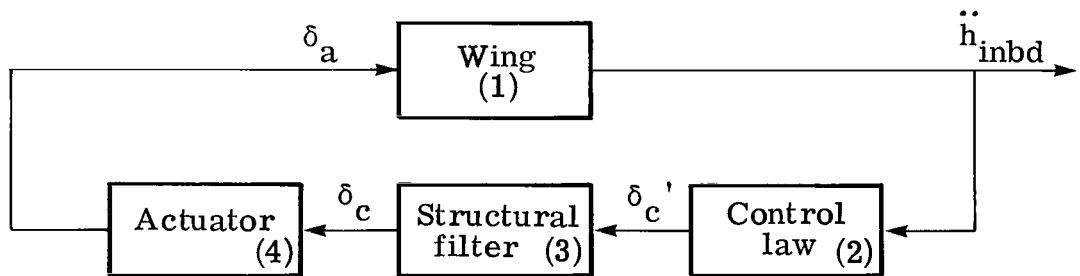 δa
Wing
(1)
ḧinbd
Actuator
(4)
δc
Structural
filter (3)
δc'
Control
law (2)